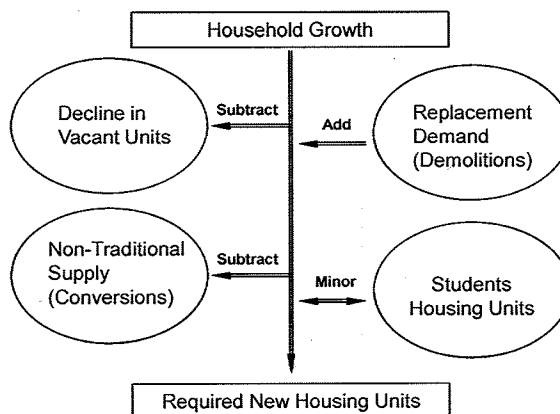 Household Growth
Decline in
Vacant Units
Subtract
Add
Replacement
Demand
(Demolitions)
Non-Traditional
Supply
(Conversions)
Subtract
Minor
Students
Housing Units
Required New Housing Units